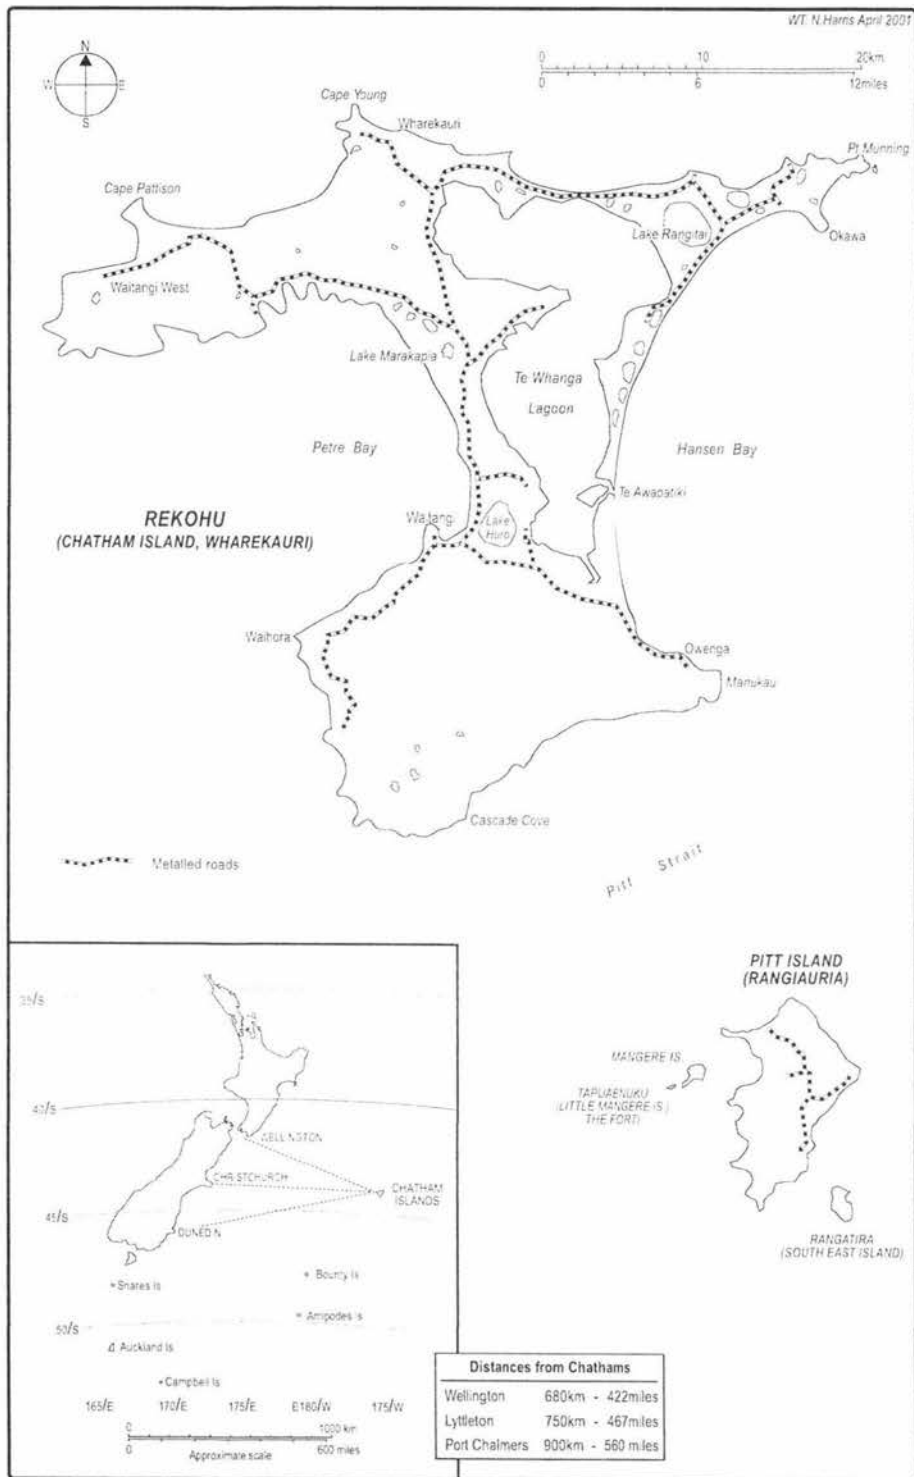 WT. N.Harris April 2001
N
W E
S
0 10 20km
0 6 12miles
Cape Young
Wharekauri
Pt Munning
Cape Pattison
Lake Rangitai
Okawa
Waitangi West
Lake Marakapia
Te Whanga
Lagoon
Petre Bay
Hansen Bay
Te Awapatiki
REKOHU
(CHATHAM ISLAND, WHAREKAURI)
Waitangi
Lake
Huro
Waihora
Owenga
Manukau
Cascade Cove
Metalled roads
Pitt Strait
PITT ISLAND
(RANGIAURIA)
MANGERE IS.
TAPUAENUKU
(LITTLE MANGERE IS.)
THE FORT)
RANGATIRA
(SOUTH EAST ISLAND)
35/S
40/S
WELLINGTON
CHRISTCHURCH
CHATHAM
ISLANDS
45/S
DUNEDIN
Snares Is
Bounty Is
Antipodes Is
50/S
Auckland Is
Campbell Is
165/E 170/E 175/E E180/W 175/W
0 1000 km
0 600 miles
Approximate scale
Distances from Chathams
Wellington 680km - 422miles
Lyttleton 750km - 467miles
Port Chalmers 900km - 560 miles